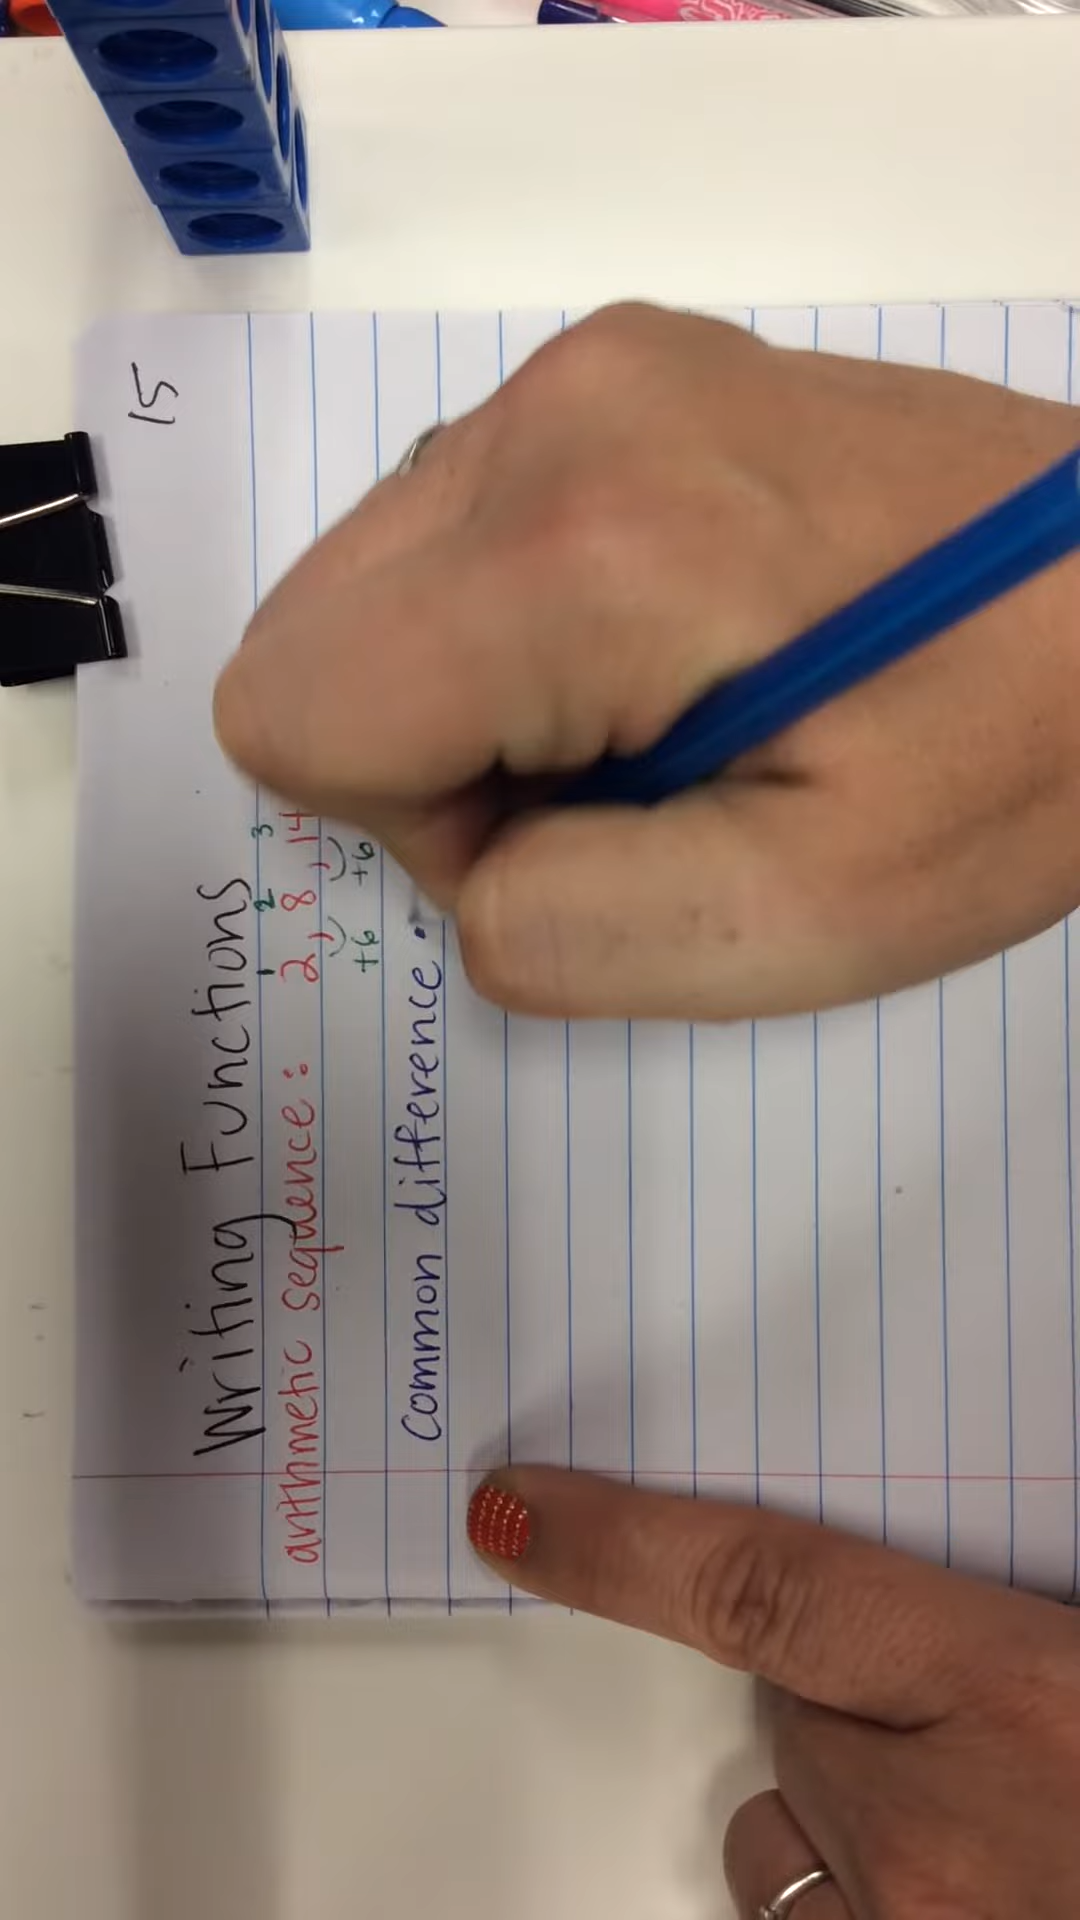 15
Writing Functions
1 2 3
arithmetic sequence: 2, 8, 14
+6 +6
Common difference